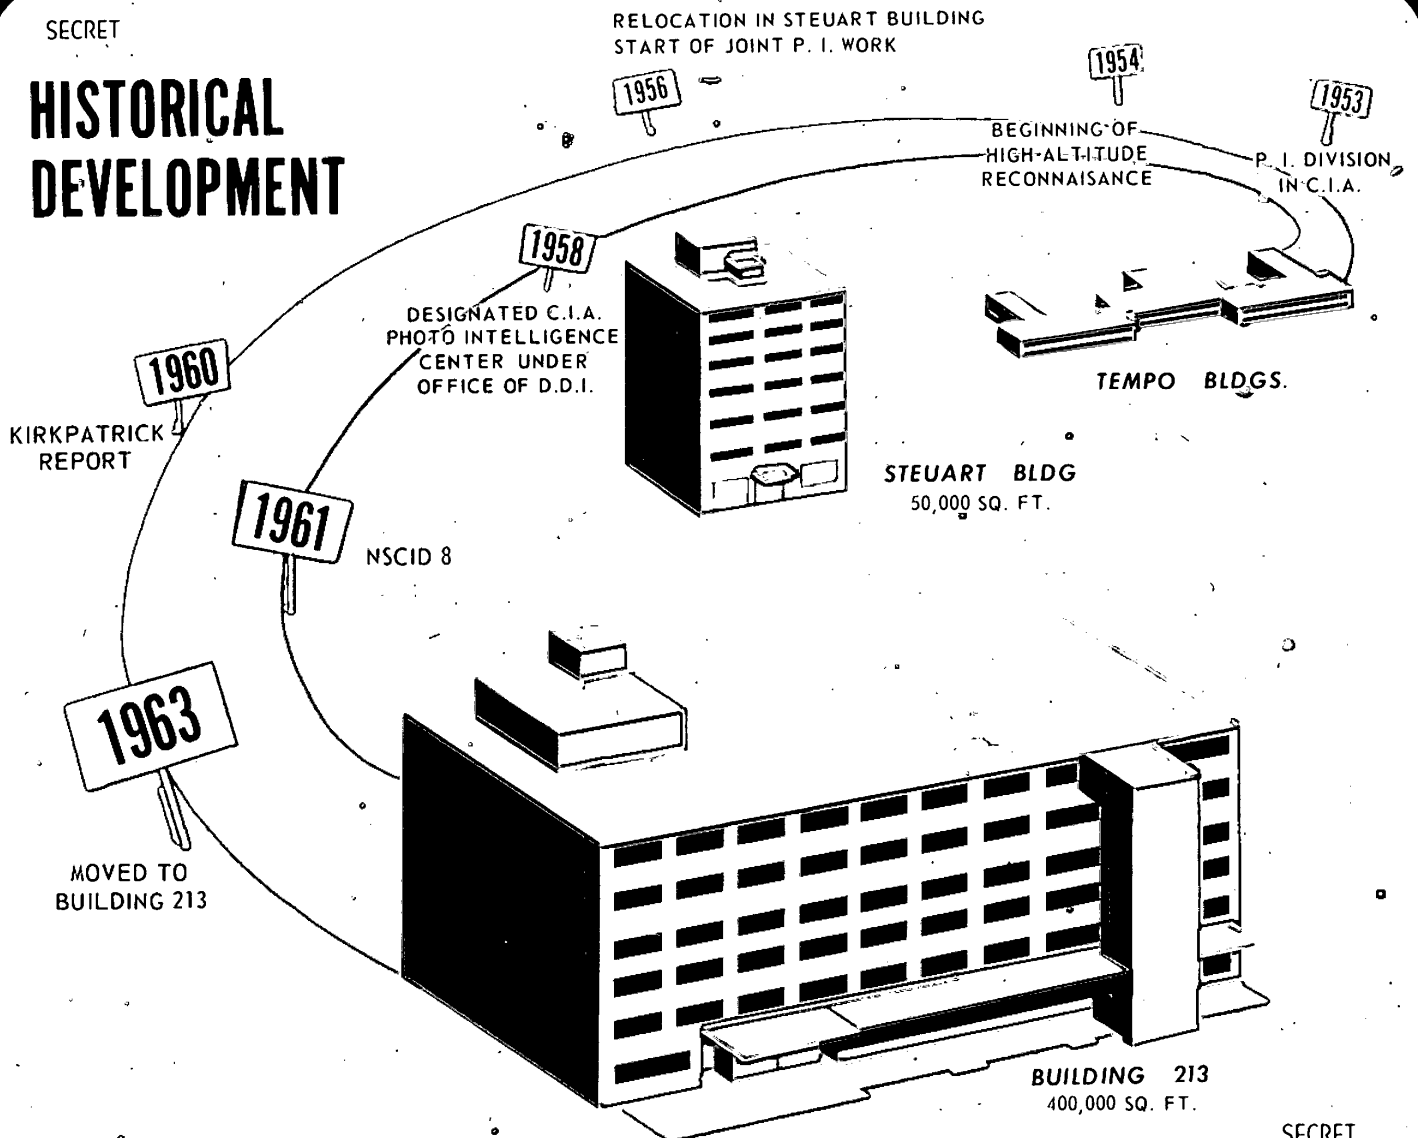 SECRET
HISTORICAL
DEVELOPMENT
RELOCATION IN STEUART BUILDING
START OF JOINT P. I. WORK
1956
1954
BEGINNING OF
HIGH-ALTITUDE
RECONNAISANCE
1953
P. I. DIVISION
IN C.I.A.
1958
DESIGNATED C.I.A.
PHOTO INTELLIGENCE
CENTER UNDER
OFFICE OF D.D.I.
1960
KIRKPATRICK
REPORT
TEMPO BLDGS.
STEUART BLDG
50,000 SQ. FT.
1961
NSCID 8
1963
MOVED TO
BUILDING 213
BUILDING 213
400,000 SQ. FT.
SECRET